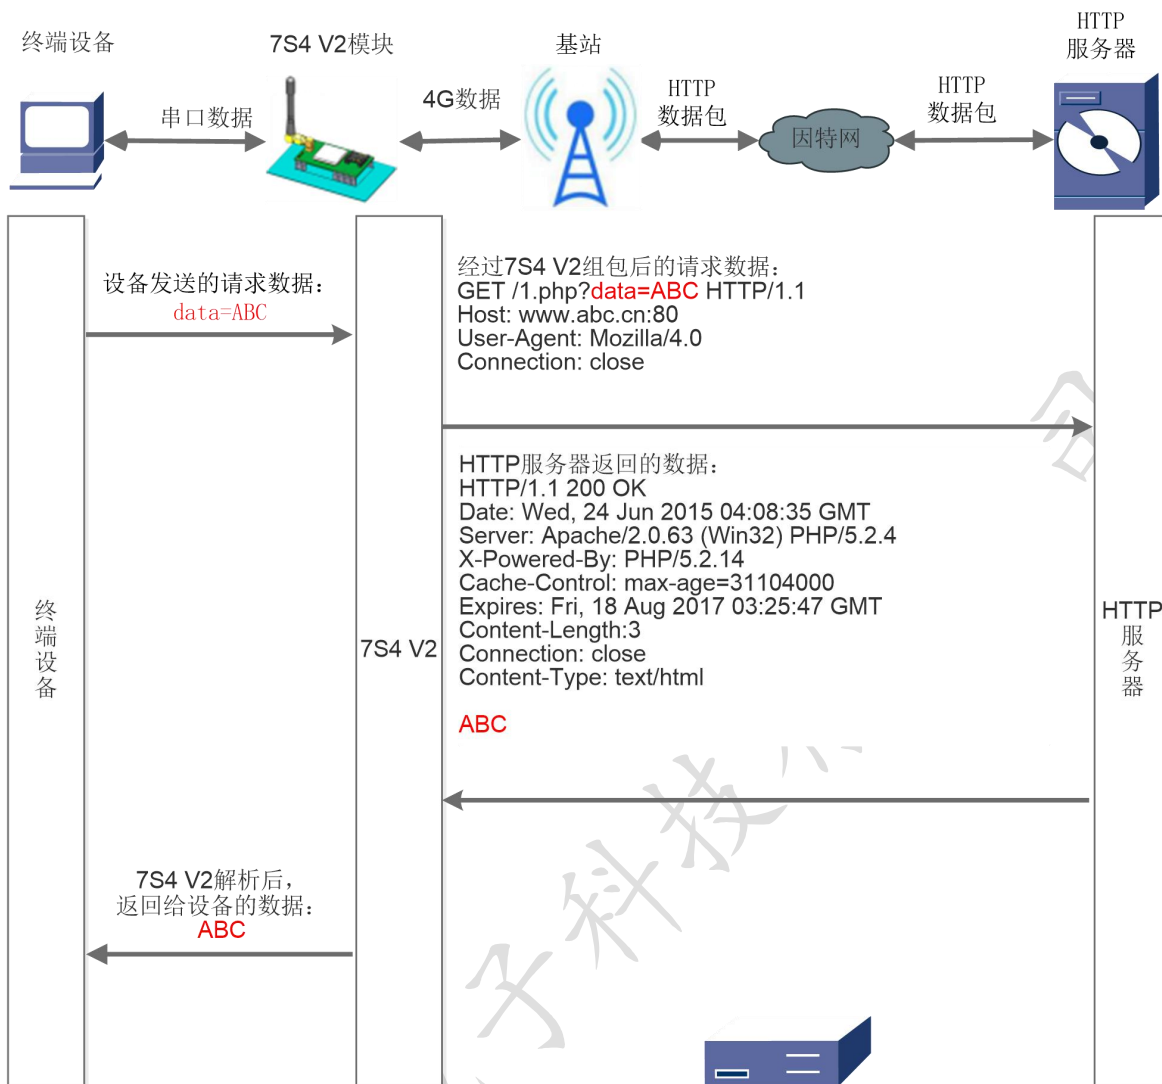 终端设备
7S4 V2模块
基站
HTTP
服务器
串口数据
4G数据
HTTP
数据包
因特网
HTTP
数据包
设备发送的请求数据：
data=ABC
经过7S4 V2组包后的请求数据：
GET /1.php?data=ABC HTTP/1.1
Host: www.abc.cn:80
User-Agent: Mozilla/4.0
Connection: close
HTTP服务器返回的数据：
HTTP/1.1 200 OK
Date: Wed, 24 Jun 2015 04:08:35 GMT
Server: Apache/2.0.63 (Win32) PHP/5.2.4
X-Powered-By: PHP/5.2.14
Cache-Control: max-age=31104000
Expires: Fri, 18 Aug 2017 03:25:47 GMT
Content-Length:3
Connection: close
Content-Type: text/html
ABC
终端设备
7S4 V2
HTTP
服务器
7S4 V2解析后，
返回给设备的数据：
ABC
子科技